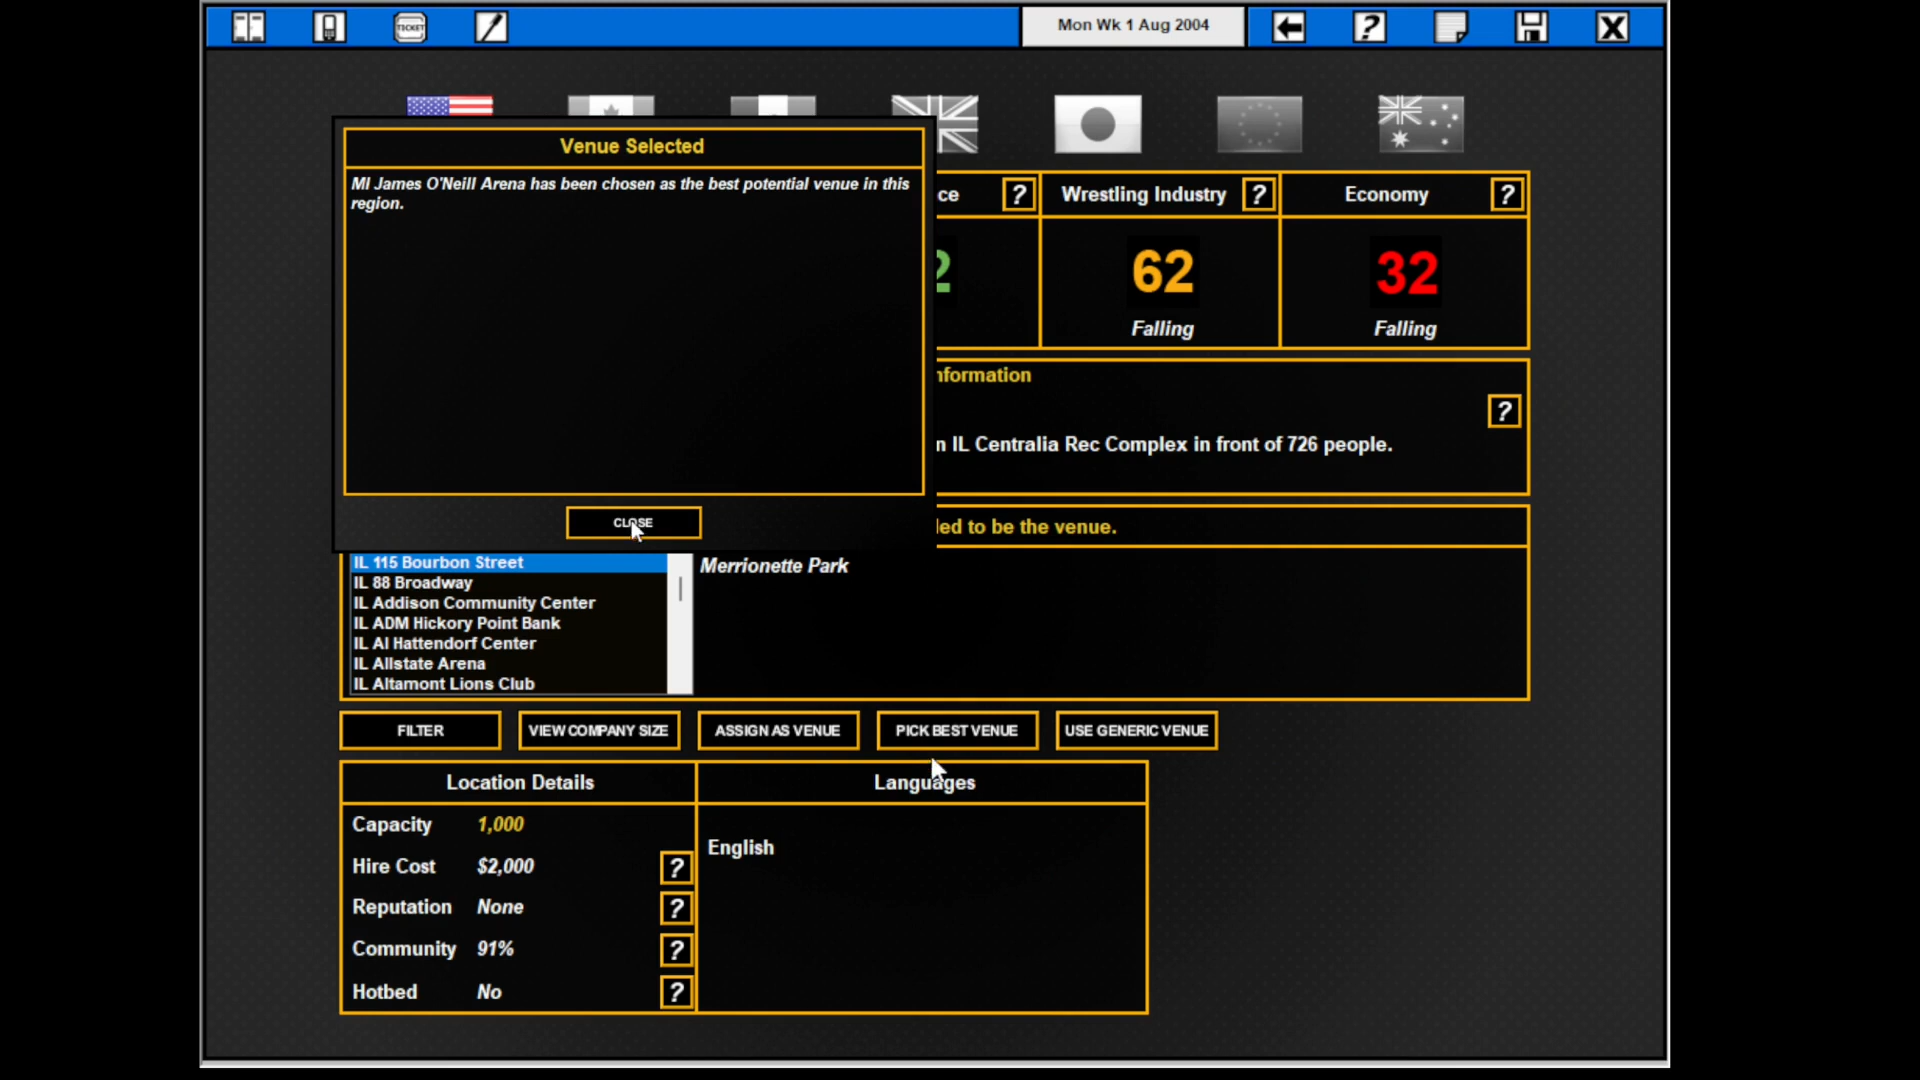 TICKET
Mon Wk 1 Aug 2004
?
X
Venue Selected
MI James O'Neill Arena has been chosen as the best potential venue in this
region.
CLOSE
ce
?
Wrestling Industry
?
Economy
?
2
62
32
Falling
Falling
nformation
?
n IL Centralia Rec Complex in front of 726 people.
led to be the venue.
IL 115 Bourbon Street
IL 88 Broadway
IL Addison Community Center
IL ADM Hickory Point Bank
IL Al Hattendorf Center
IL Allstate Arena
IL Altamont Lions Club
Merrionette Park
FILTER
VIEW COMPANY SIZE
ASSIGN AS VENUE
PICK BEST VENUE
USE GENERIC VENUE
Location Details
Languages
Capacity 1,000
Hire Cost $2,000 ?
Reputation None ?
Community 91% ?
Hotbed No ?
English